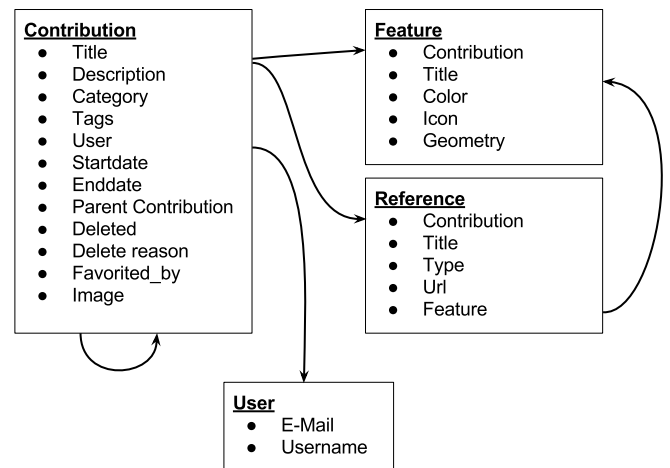 Contribution
● Title
● Description
● Category
● Tags
● User
● Startdate
● Enddate
● Parent Contribution
● Deleted
● Delete reason
● Favorited_by
● Image
Feature
● Contribution
● Title
● Color
● Icon
● Geometry
Reference
● Contribution
● Title
● Type
● Url
● Feature
User
● E-Mail
● Username